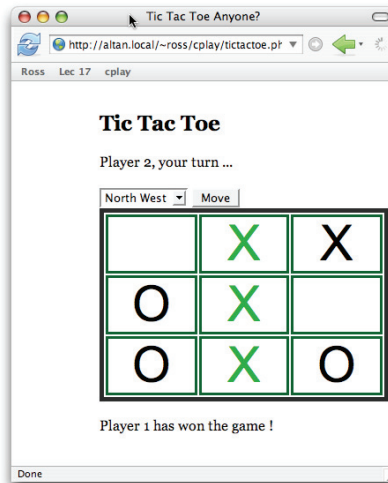 Tic Tac Toe Anyone?
http://altan.local/~ross/cplay/tictactoe.ph
Ross Lec 17 cplay
Tic Tac Toe
Player 2, your turn ...
North West Move
X X
O X
O X O
Player 1 has won the game !
Done